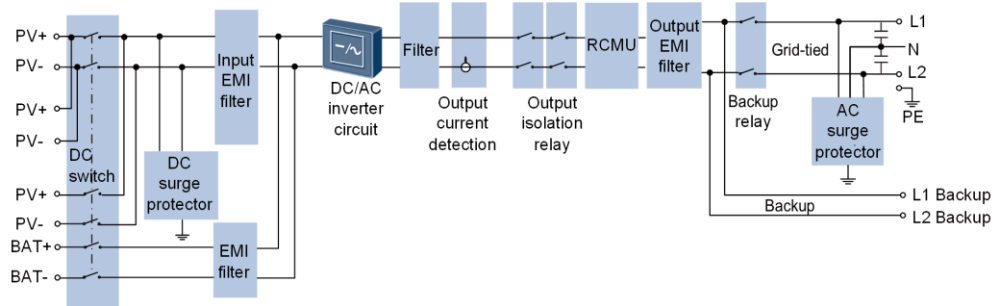 PV+
PV-
PV+
PV-
PV+
PV-
BAT+
BAT-
DC
switch
DC
surge
protector
Input
EMI
filter
EMI
filter
DC/AC
inverter
circuit
Filter
Output
current
detection
Output
isolation
relay
RCMU
Output
EMI
filter
Backup
relay
Grid-tied
L1
N
L2
PE
AC
surge
protector
Backup
L1 Backup
L2 Backup